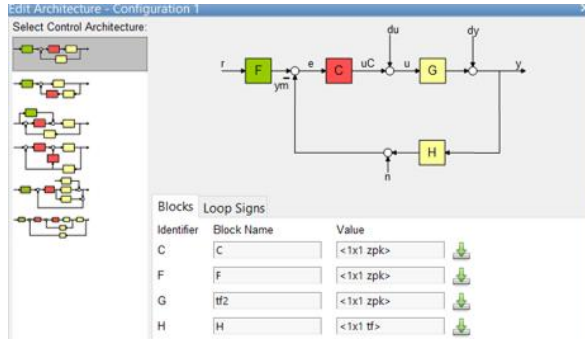 Edit Architecture - Configuration 1
Select Control Architecture:
du
dy
r
F
e
C
uC
u
G
y
ym
H
n
Blocks
Loop Signs
Identifier Block Name Value
C C <1x1 zpk>
F F <1x1 zpk>
G tf2 <1x1 zpk>
H H <1x1 tf>